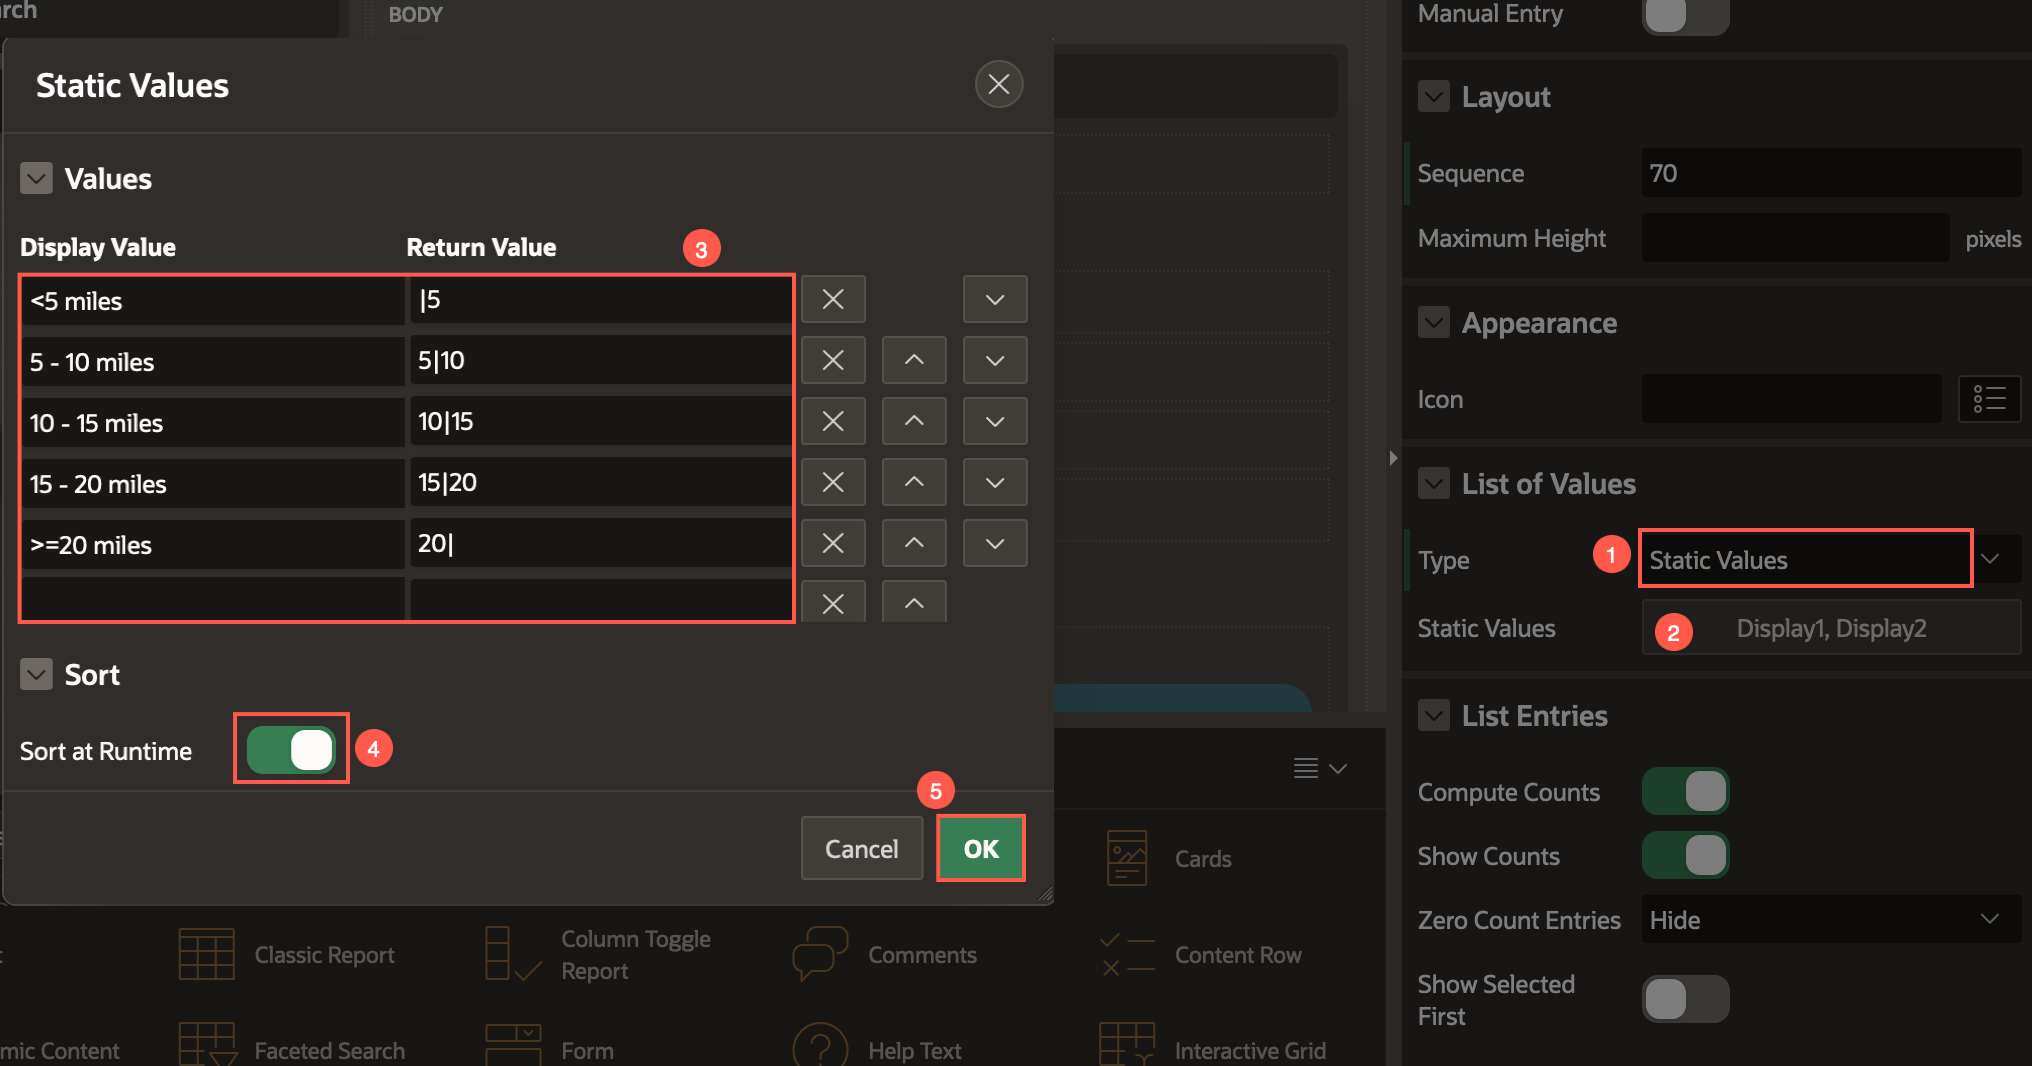 rch
BODY
Static Values
Values
Display Value Return Value 3
<5 miles |5
5 - 10 miles 5|10
10 - 15 miles 10|15
15 - 20 miles 15|20
>=20 miles 20|
Sort
Sort at Runtime 4
5
Cancel OK
Cards
Classic Report
Column Toggle
Report
Comments
Content Row
mic Content
Faceted Search
Form
Help Text
Interactive Grid
Manual Entry
Layout
Sequence 70
Maximum Height pixels
Appearance
Icon
List of Values
Type 1 Static Values
Static Values 2 Display1, Display2
List Entries
Compute Counts
Show Counts
Zero Count Entries Hide
Show Selected
First